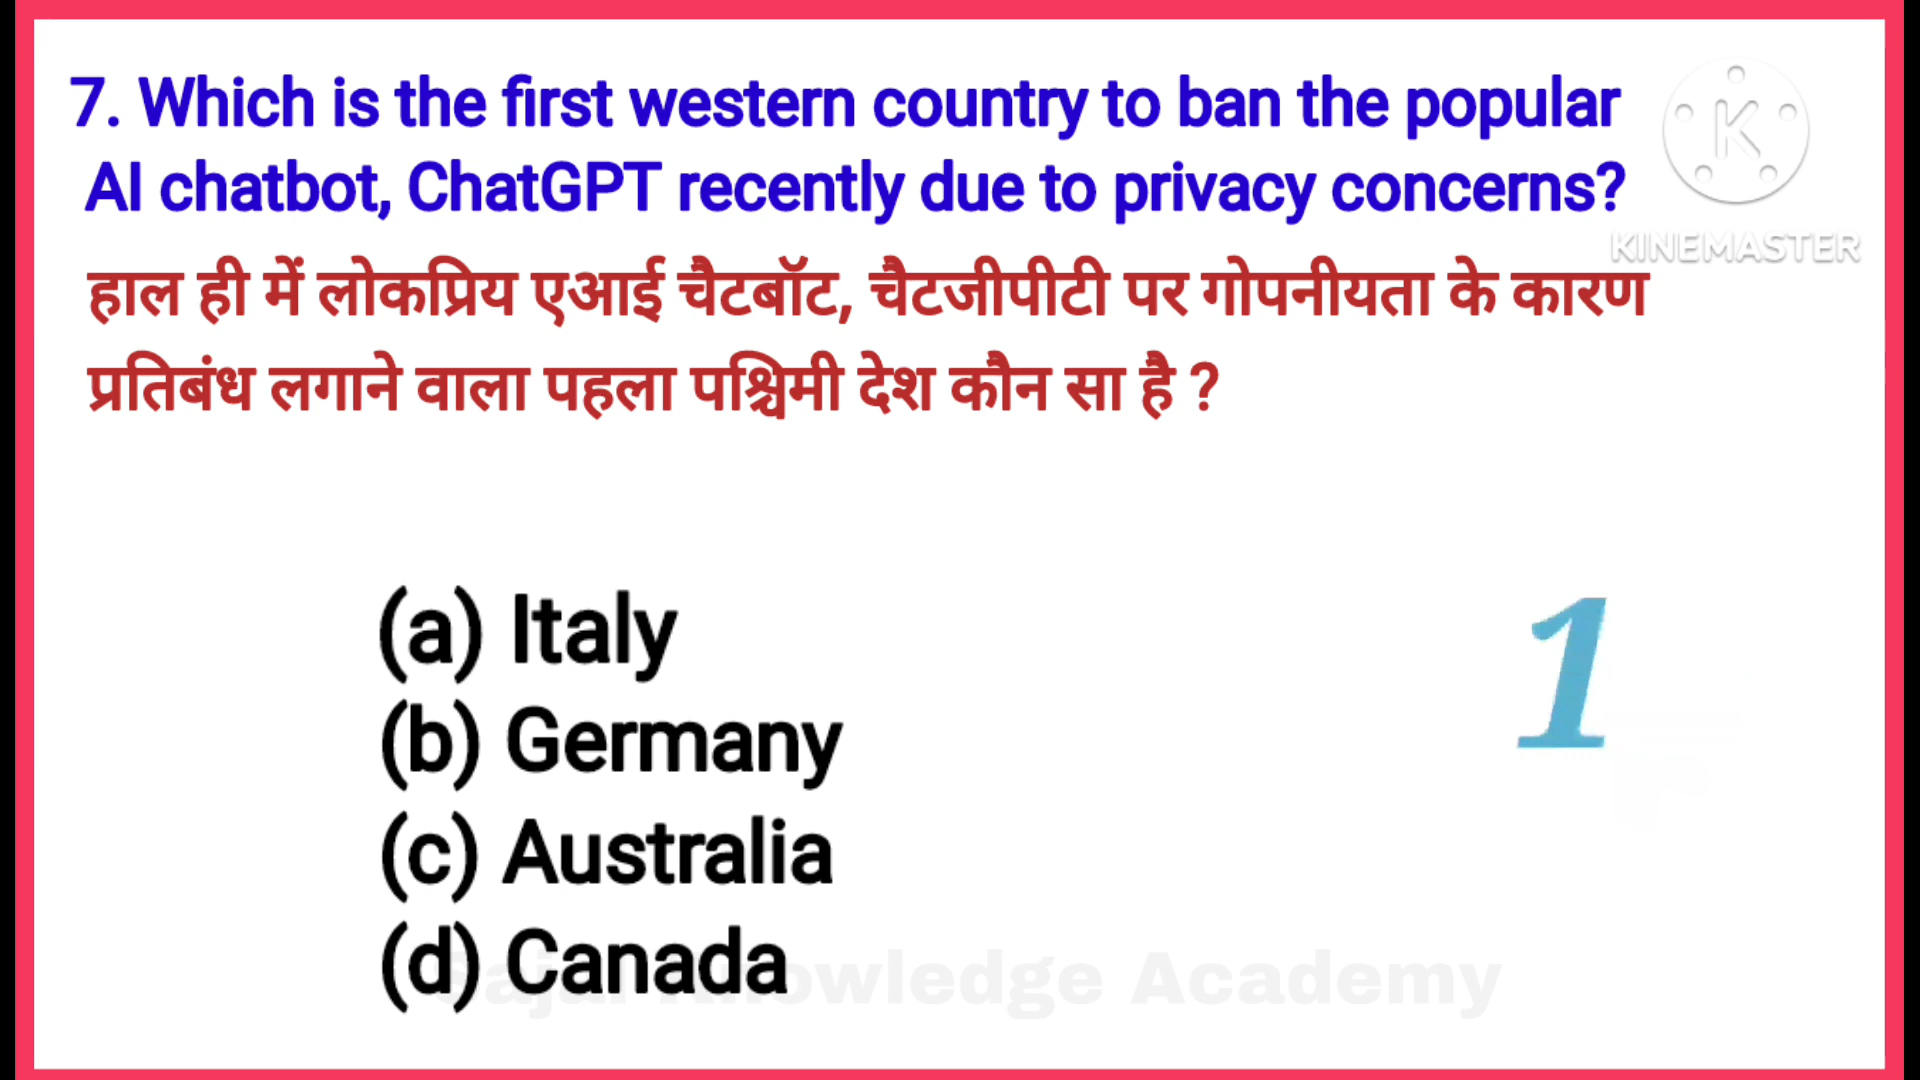 7. Which is the first western country to ban the popular
AI chatbot, ChatGPT recently due to privacy concerns?
KINEMASTER
हाल ही में लोकप्रिय एआई चैटबॉट, चैटजीपीटी पर गोपनीयता के कारण
प्रतिबंध लगाने वाला पहला पश्चिमी देश कौन सा है ?
(a) Italy
1
(b) Germany
(c) Australia
(d) Canada
Knowledge Academy